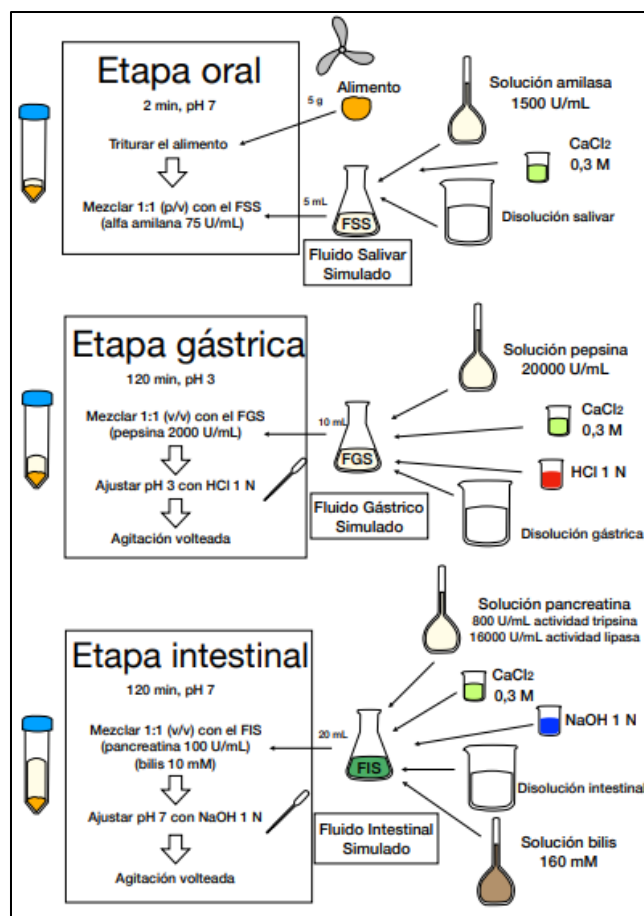 Etapa oral
2 min, pH 7
Triturar el alimento
Mezclar 1:1 (p/v) con el FSS
(alfa amilana 75 U/mL)
5 g
Alimento
5 mL
FSS
Fluido Salivar
Simulado
Solución amilasa
1500 U/mL
CaCl2
0,3 M
Disolución salivar
Etapa gástrica
120 min, pH 3
Mezclar 1:1 (v/v) con el FGS
(pepsina 2000 U/mL)
Ajustar pH 3 con HCl 1 N
Agitación volteada
10 mL
FGS
Fluido Gástrico
Simulado
Solución pepsina
20000 U/mL
CaCl2
0,3 M
HCl 1 N
Disolución gástrica
Etapa intestinal
120 min, pH 7
Mezclar 1:1 (v/v) con el FIS
(pancreatina 100 U/mL)
(bilis 10 mM)
Ajustar pH 7 con NaOH 1 N
Agitación volteada
20 mL
FIS
Fluido Intestinal
Simulado
Solución pancreatina
800 U/mL actividad tripsina
16000 U/mL actividad lipasa
CaCl2
0,3 M
NaOH 1 N
Disolución intestinal
Solución bilis
160 mM